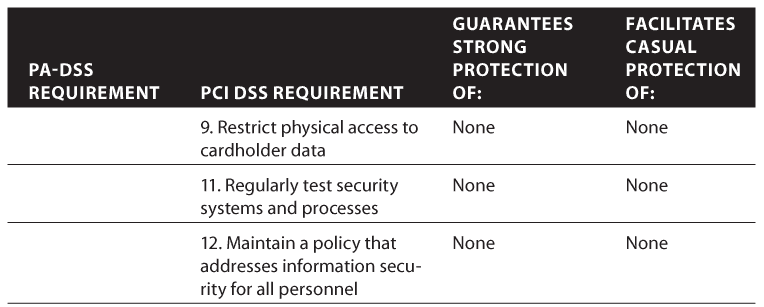 PA-DSS
REQUIREMENT
PCI DSS REQUIREMENT
GUARANTEES
STRONG
PROTECTION
OF:
FACILITATES
CASUAL
PROTECTION
OF:
9. Restrict physical access to
cardholder data
None
None
11. Regularly test security
systems and processes
None
None
12. Maintain a policy that
addresses information secu-
rity for all personnel
None
None